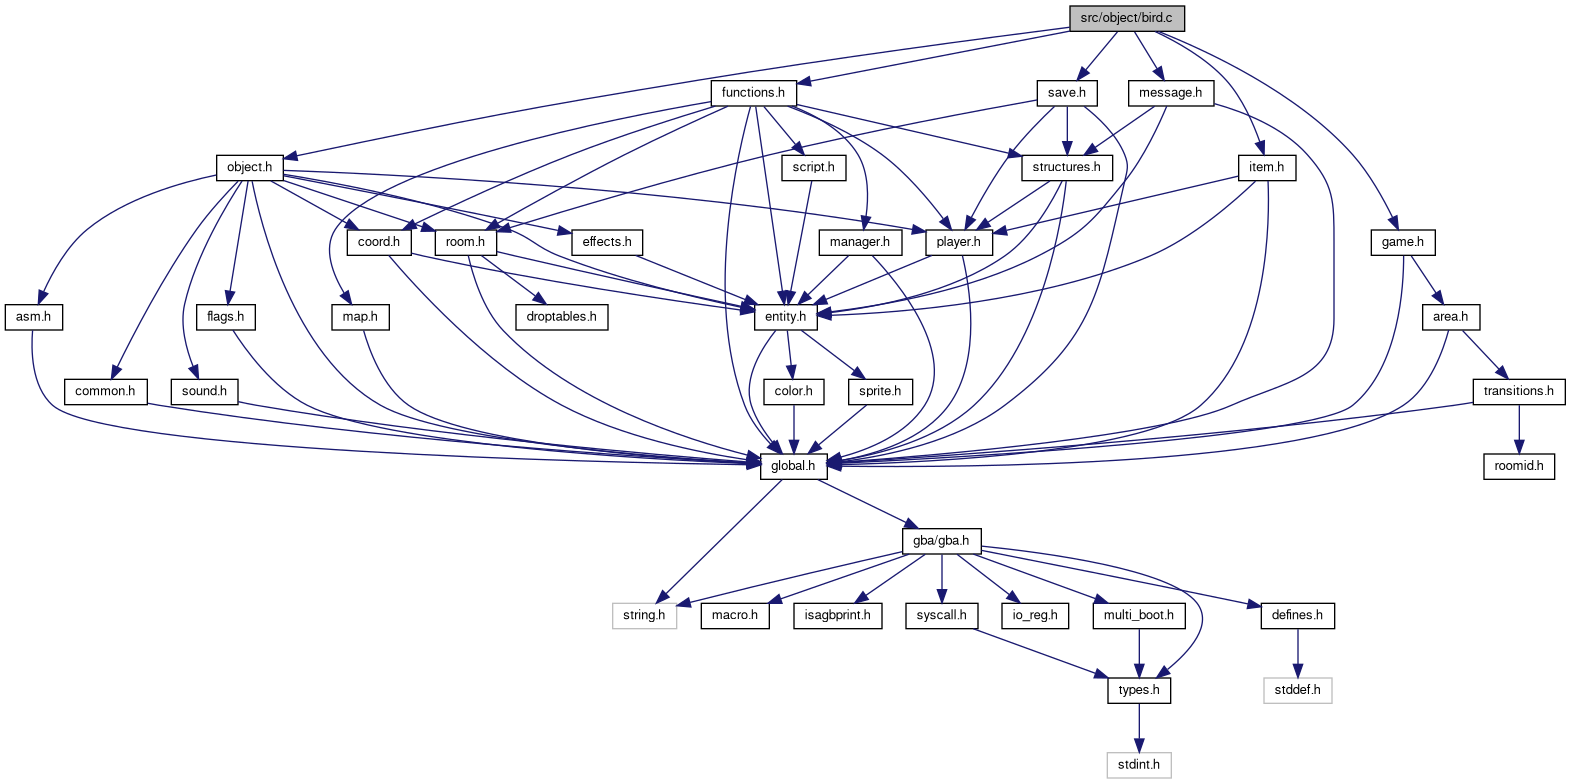 src/object/bird.c
functions.h
save.h
message.h
object.h
script.h
structures.h
item.h
coord.h
room.h
effects.h
manager.h
player.h
game.h
asm.h
flags.h
map.h
droptables.h
entity.h
area.h
common.h
sound.h
color.h
sprite.h
transitions.h
global.h
roomid.h
gba/gba.h
string.h
macro.h
isagbprint.h
syscall.h
io_reg.h
multi_boot.h
defines.h
types.h
stddef.h
stdint.h